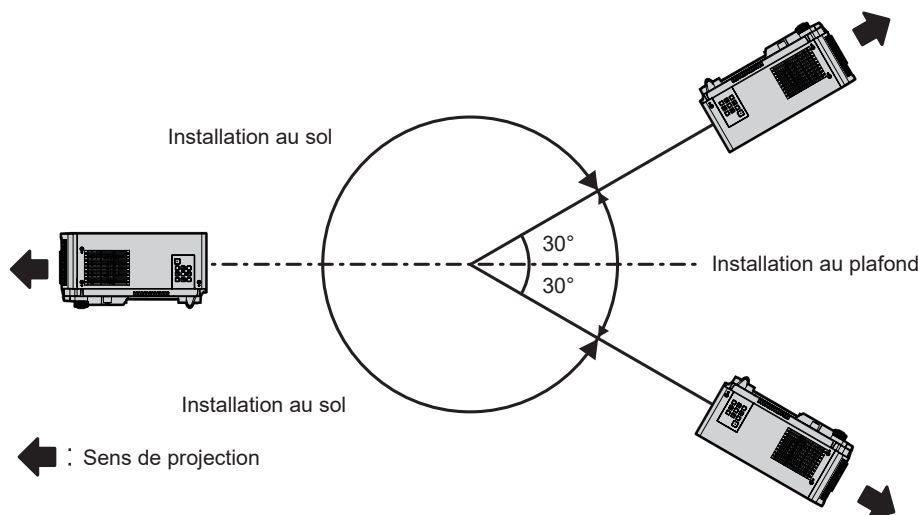 Installation au sol
30°
Installation au plafond
30°
Installation au sol
: Sens de projection